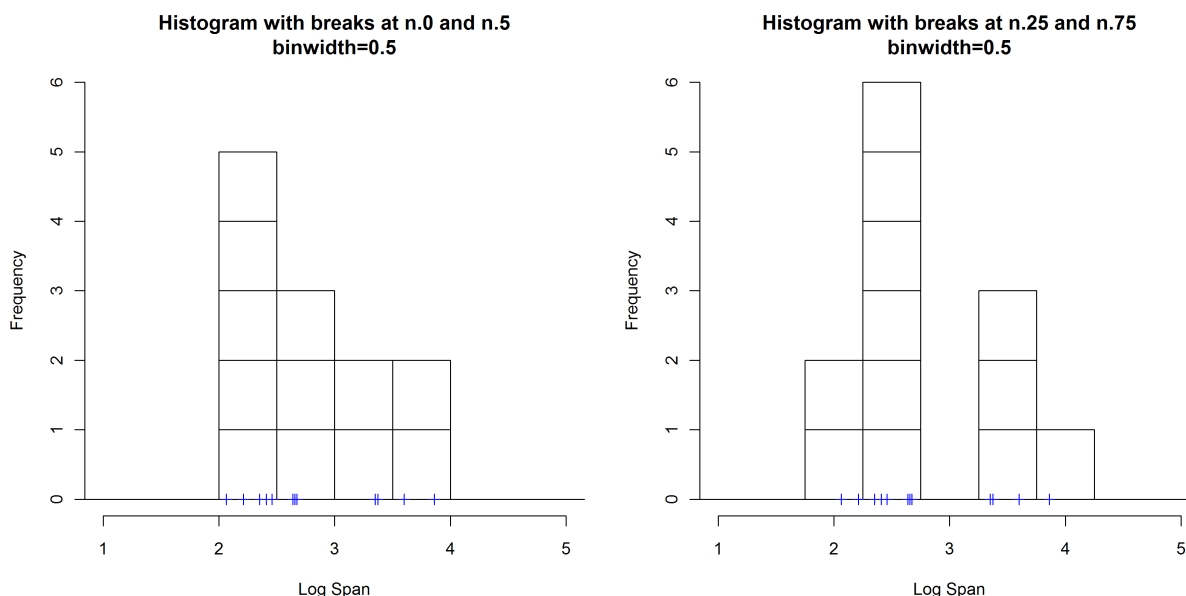 Histogram with breaks at n.0 and n.5
binwidth=0.5
Frequency
6
5
4
3
2
1
0
1 2 3 4 5
Log Span
Histogram with breaks at n.25 and n.75
binwidth=0.5
Frequency
6
5
4
3
2
1
0
1 2 3 4 5
Log Span